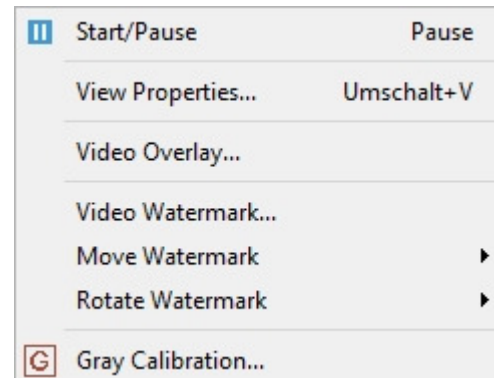 Start/Pause Pause
View Properties... Umschalt+V
Video Overlay...
Video Watermark...
Move Watermark
Rotate Watermark
G Gray Calibration...